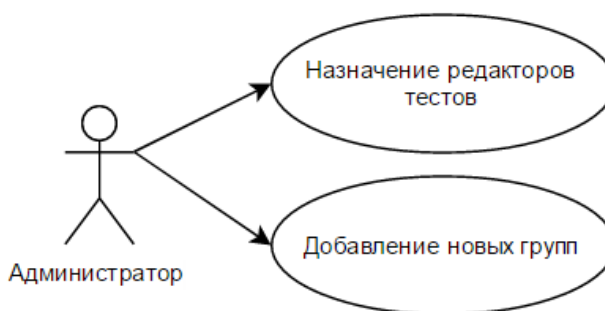 Назначение редакторов
тестов
Добавление новых групп
Администратор